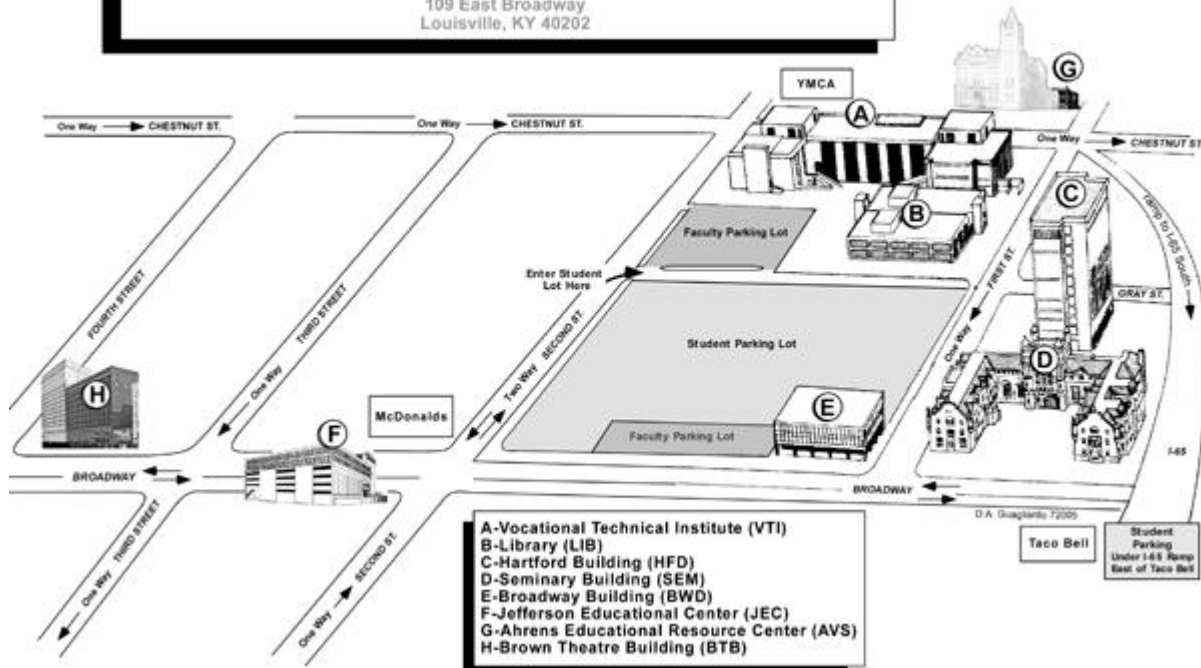 109 East Broadway
Louisville, KY 40202
G
YMCA
A
One Way
CHESTNUT ST.
One Way
CHESTNUT ST.
One Way
CHESTNUT ST
C
B
ramp to I-65 South
Faculty Parking Lot
Enter Student
Lot Here
FOURTH STREET
THIRD STREET
One Way
Two Way
SECOND ST.
FIRST ST.
One Way
GRAY ST.
Student Parking Lot
D
H
McDonalds
E
F
Faculty Parking Lot
I-65
BROADWAY
BROADWAY
THIRD STREET
One Way
SECOND ST.
One Way
Taco Bell
Student
Parking
Under I-65 Ramp
East of Taco Bell
A-Vocational Technical Institute (VTI)
B-Library (LIB)
C-Hartford Building (HFD)
D-Seminary Building (SEM)
E-Broadway Building (BWD)
F-Jefferson Educational Center (JEC)
G-Ahrens Educational Resource Center (AVS)
H-Brown Theatre Building (BTB)